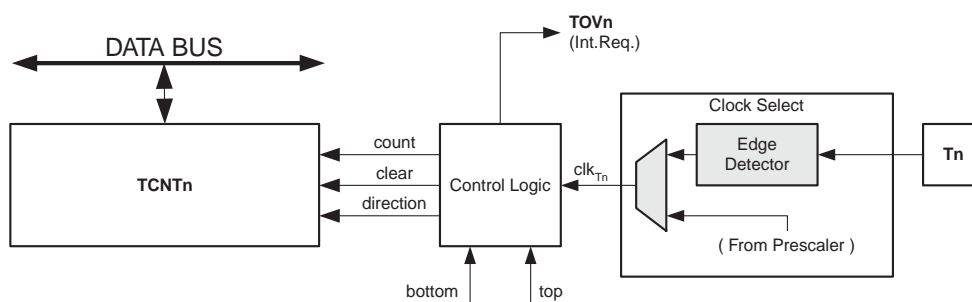 TOVn
(Int.Req.)
DATA BUS
Clock Select
TCNTn
count
clear
direction
Control Logic
clkTn
Edge
Detector
Tn
( From Prescaler )
bottom
top